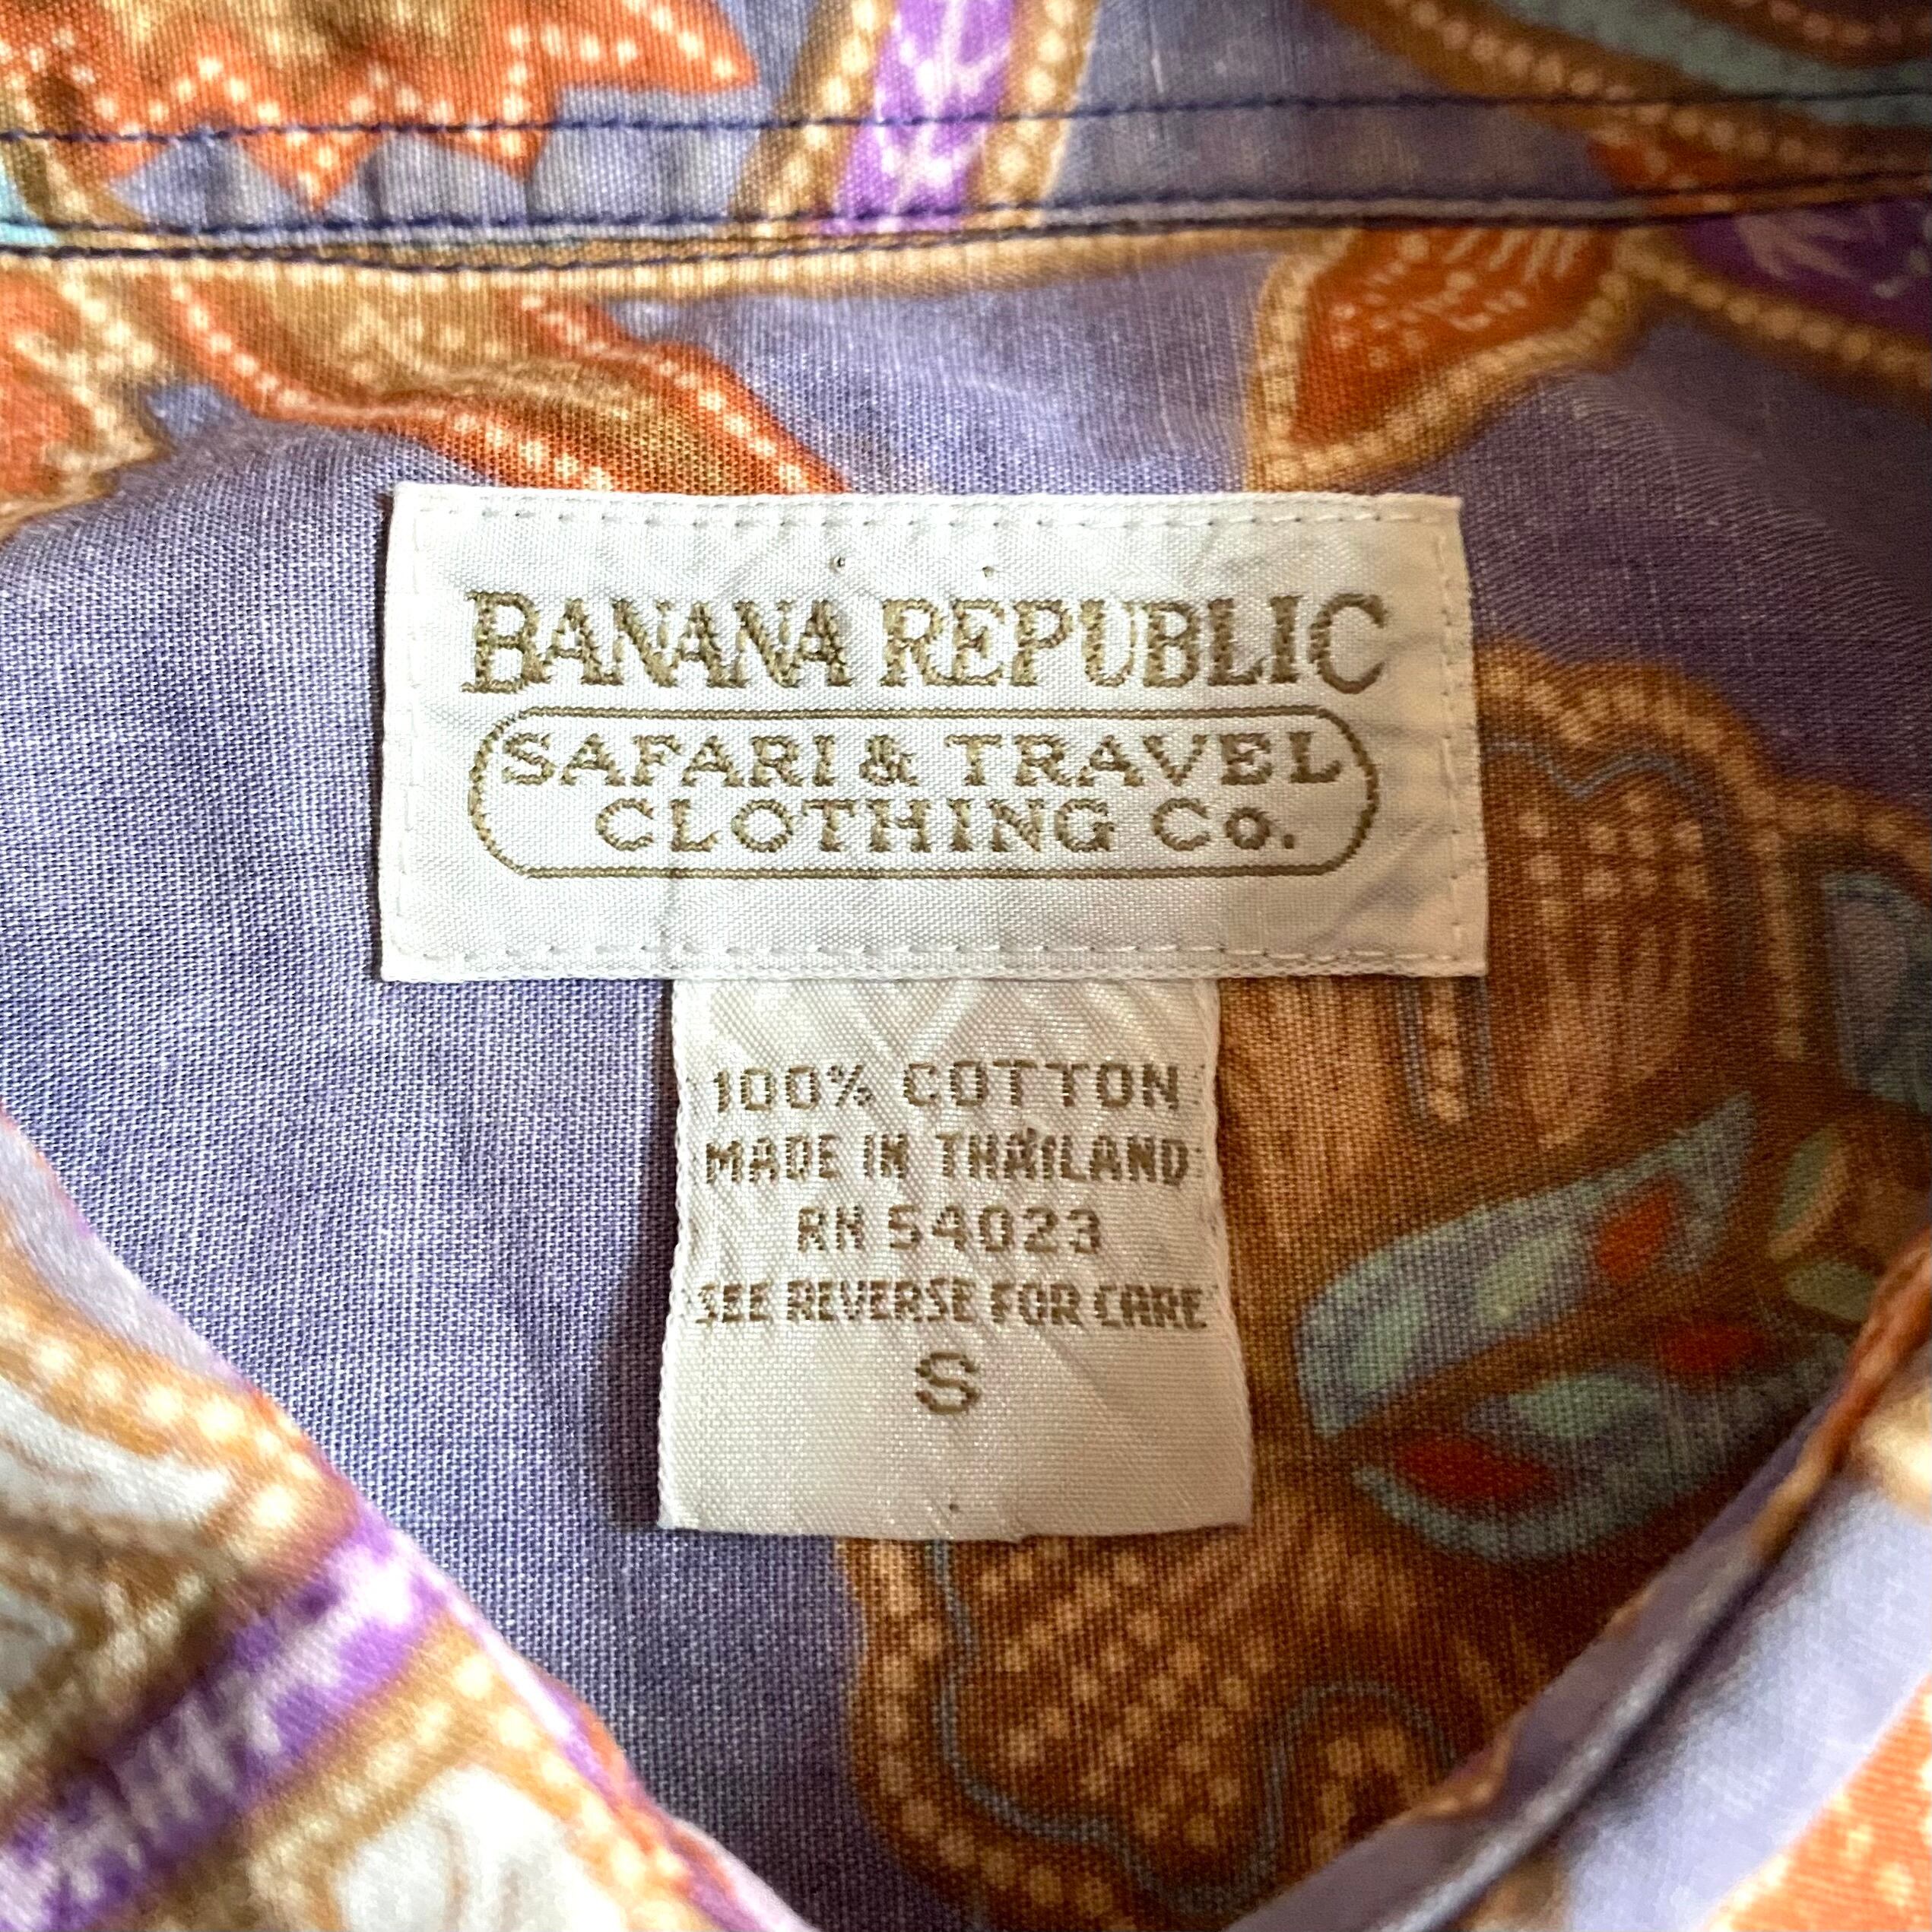 BANANA REPUBLIC
SAFARI & TRAVEL
CLOTHING Co.
100% COTTON
MADE IN THAILAND
RN 54023
SEE REVERSE FOR CARE
S